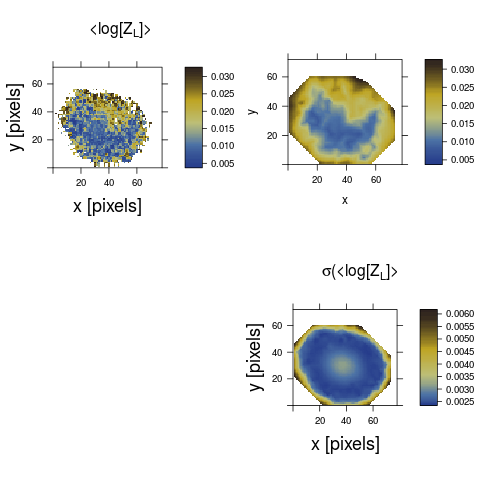 <log[Z_L]>
y [pixels]
60
40
20
20 40 60
x [pixels]
0.030
0.025
0.020
0.015
0.010
0.005
y
60
40
20
20 40 60
x
0.030
0.025
0.020
0.015
0.010
0.005
σ(<log[Z_L]>
y [pixels]
60
40
20
20 40 60
x [pixels]
0.0060
0.0055
0.0050
0.0045
0.0040
0.0035
0.0030
0.0025